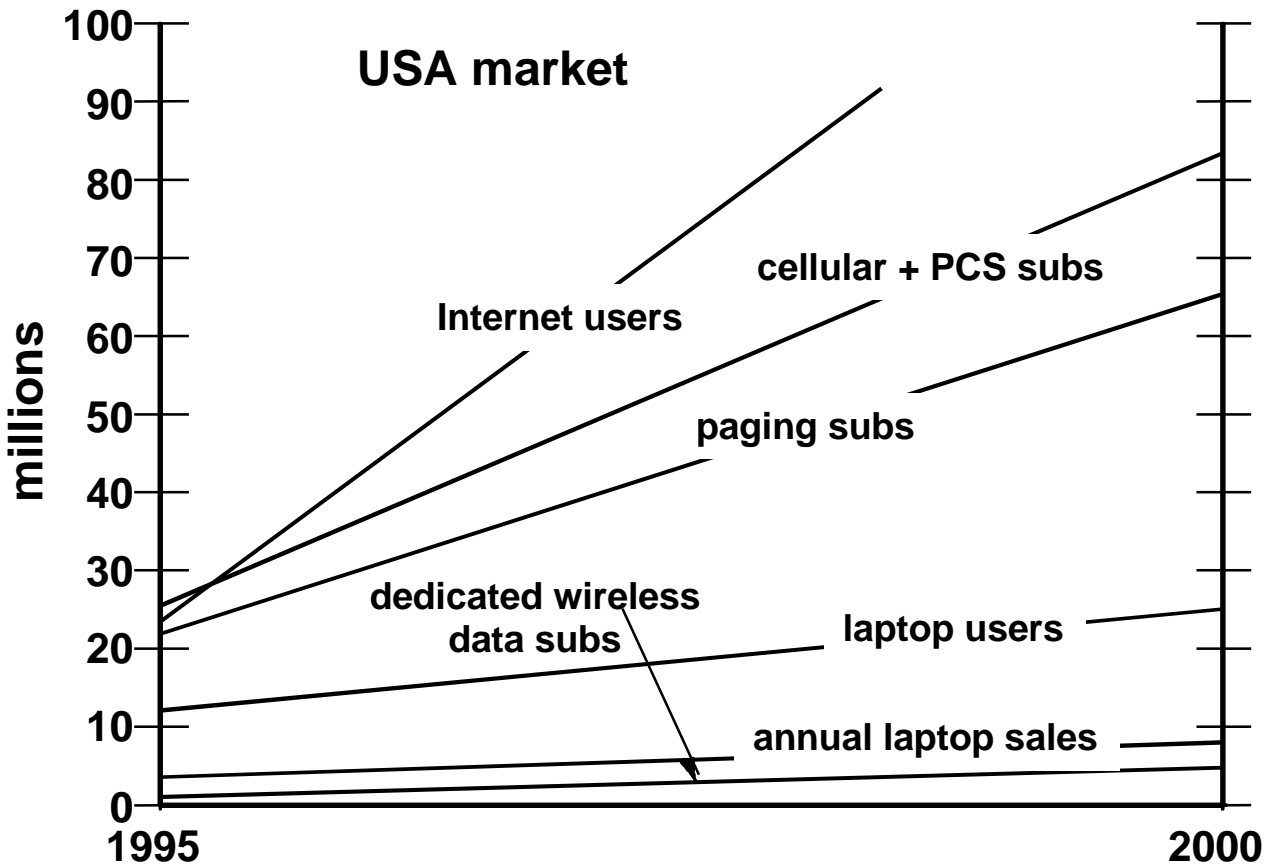 USA market
millions
100
90
80
70
60
50
40
30
20
10
0
Internet users
cellular + PCS subs
paging subs
dedicated wireless
data subs
laptop users
annual laptop sales
1995
2000